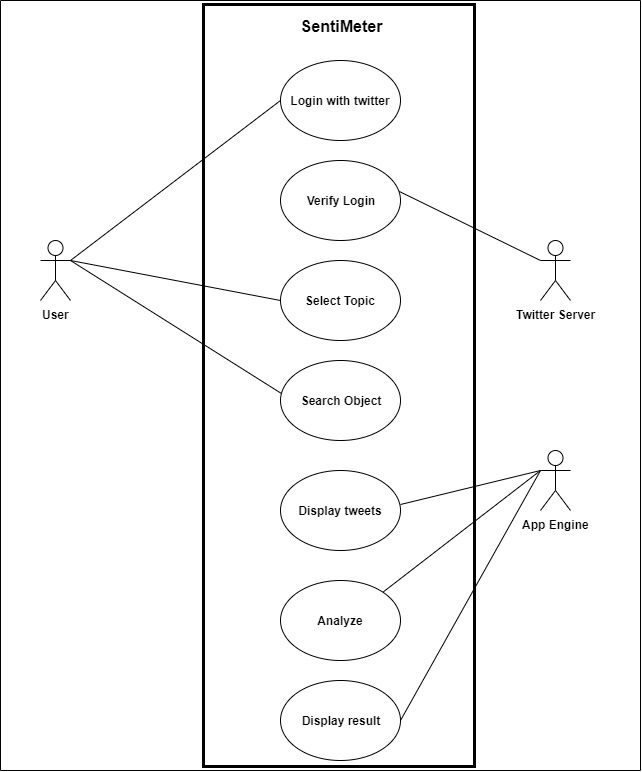 SentiMeter
Login with twitter
Verify Login
Select Topic
User
Twitter Server
Search Object
Display tweets
App Engine
Analyze
Display result